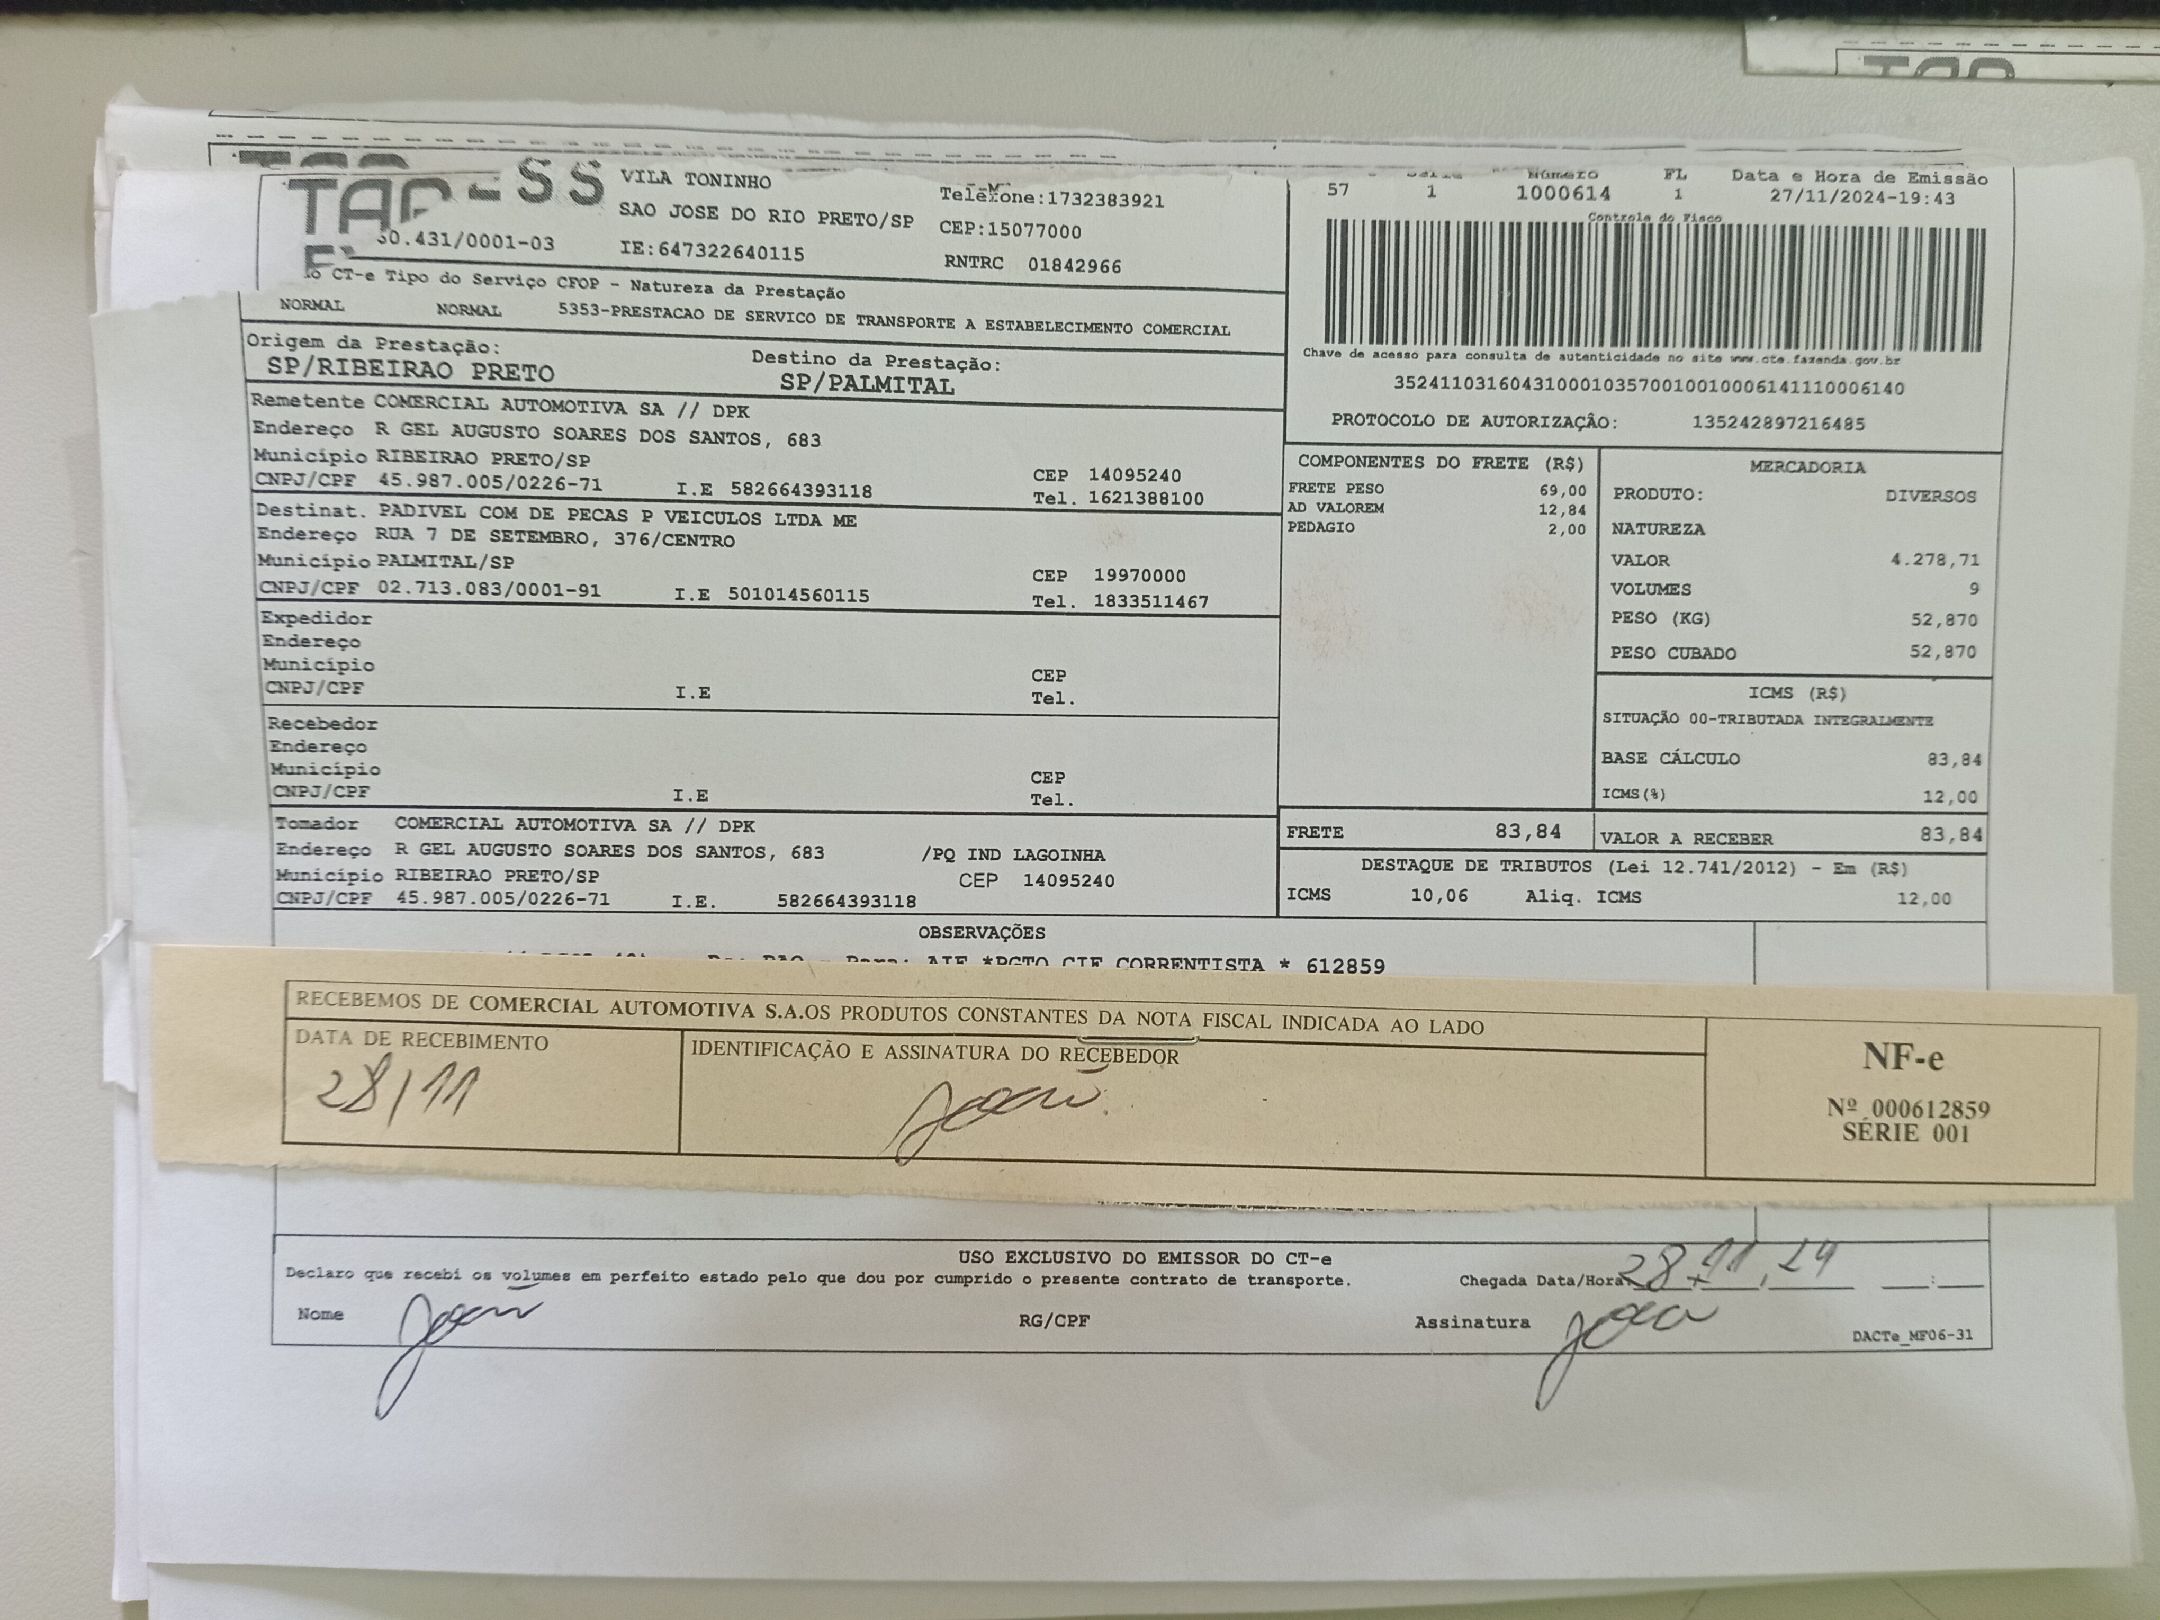 TAP
-SS
VILA TONINHO
Telefone:1732383921
SAO JOSE DO RIO PRETO/SP
CEP:15077000
30.431/0001-03
IE:647322640115
RNTRC 01842966
57 1
Número
1000614
FL
1
Data e Hora de Emissão
27/11/2024-19:43
Controle do Fisco
CT-e Tipo do Serviço CFOP - Natureza da Prestação
NORMAL NORMAL 5353-PRESTACAO DE SERVICO DE TRANSPORTE A ESTABELECIMENTO COMERCIAL
Chave de acesso para consulta de autenticidade no site www.cte.fazenda.gov.br
35241103160431000103570010010006141110006140
PROTOCOLO DE AUTORIZAÇÃO: 135242897216485
Origem da Prestação:
SP/RIBEIRAO PRETO
Destino da Prestação:
SP/PALMITAL
Remetente COMERCIAL AUTOMOTIVA SA // DPK
Endereço R GEL AUGUSTO SOARES DOS SANTOS, 683
Município RIBEIRAO PRETO/SP CEP 14095240
CNPJ/CPF 45.987.005/0226-71 I.E 582664393118 Tel. 1621388100
Destinat. PADIVEL COM DE PECAS P VEICULOS LTDA ME
Endereço RUA 7 DE SETEMBRO, 376/CENTRO
Município PALMITAL/SP CEP 19970000
CNPJ/CPF 02.713.083/0001-91 I.E 501014560115 Tel. 1833511467
Expedidor
Endereço
Município CEP
CNPJ/CPF I.E Tel.
Recebedor
Endereço
Município CEP
CNPJ/CPF I.E Tel.
Tomador COMERCIAL AUTOMOTIVA SA // DPK
Endereço R GEL AUGUSTO SOARES DOS SANTOS, 683 /PQ IND LAGOINHA
Município RIBEIRAO PRETO/SP CEP 14095240
CNPJ/CPF 45.987.005/0226-71 I.E. 582664393118
COMPONENTES DO FRETE (R$)
FRETE PESO 69,00
AD VALOREM 12,84
PEDAGIO 2,00
MERCADORIA
PRODUTO: DIVERSOS
NATUREZA
VALOR 4.278,71
VOLUMES 9
PESO (KG) 52,870
PESO CUBADO 52,870
ICMS (R$)
SITUAÇÃO 00-TRIBUTADA INTEGRALMENTE
BASE CÁLCULO 83,84
ICMS(%) 12,00
FRETE 83,84 VALOR A RECEBER 83,84
DESTAQUE DE TRIBUTOS (Lei 12.741/2012) - Em (R$)
ICMS 10,06 Aliq. ICMS 12,00
OBSERVAÇÕES
Para: AIF *PGTO CIF CORRENTISTA * 612859
RECEBEMOS DE COMERCIAL AUTOMOTIVA S.A.OS PRODUTOS CONSTANTES DA NOTA FISCAL INDICADA AO LADO
DATA DE RECEBIMENTO
28/11
IDENTIFICAÇÃO E ASSINATURA DO RECEBEDOR
João
NF-e
Nº 000612859
SÉRIE 001
USO EXCLUSIVO DO EMISSOR DO CT-e
Declaro que recebi os volumes em perfeito estado pelo que dou por cumprido o presente contrato de transporte.
Chegada Data/Hora: 28.11.24
Nome João
RG/CPF
Assinatura João
DACTe_MF06-31
TAP